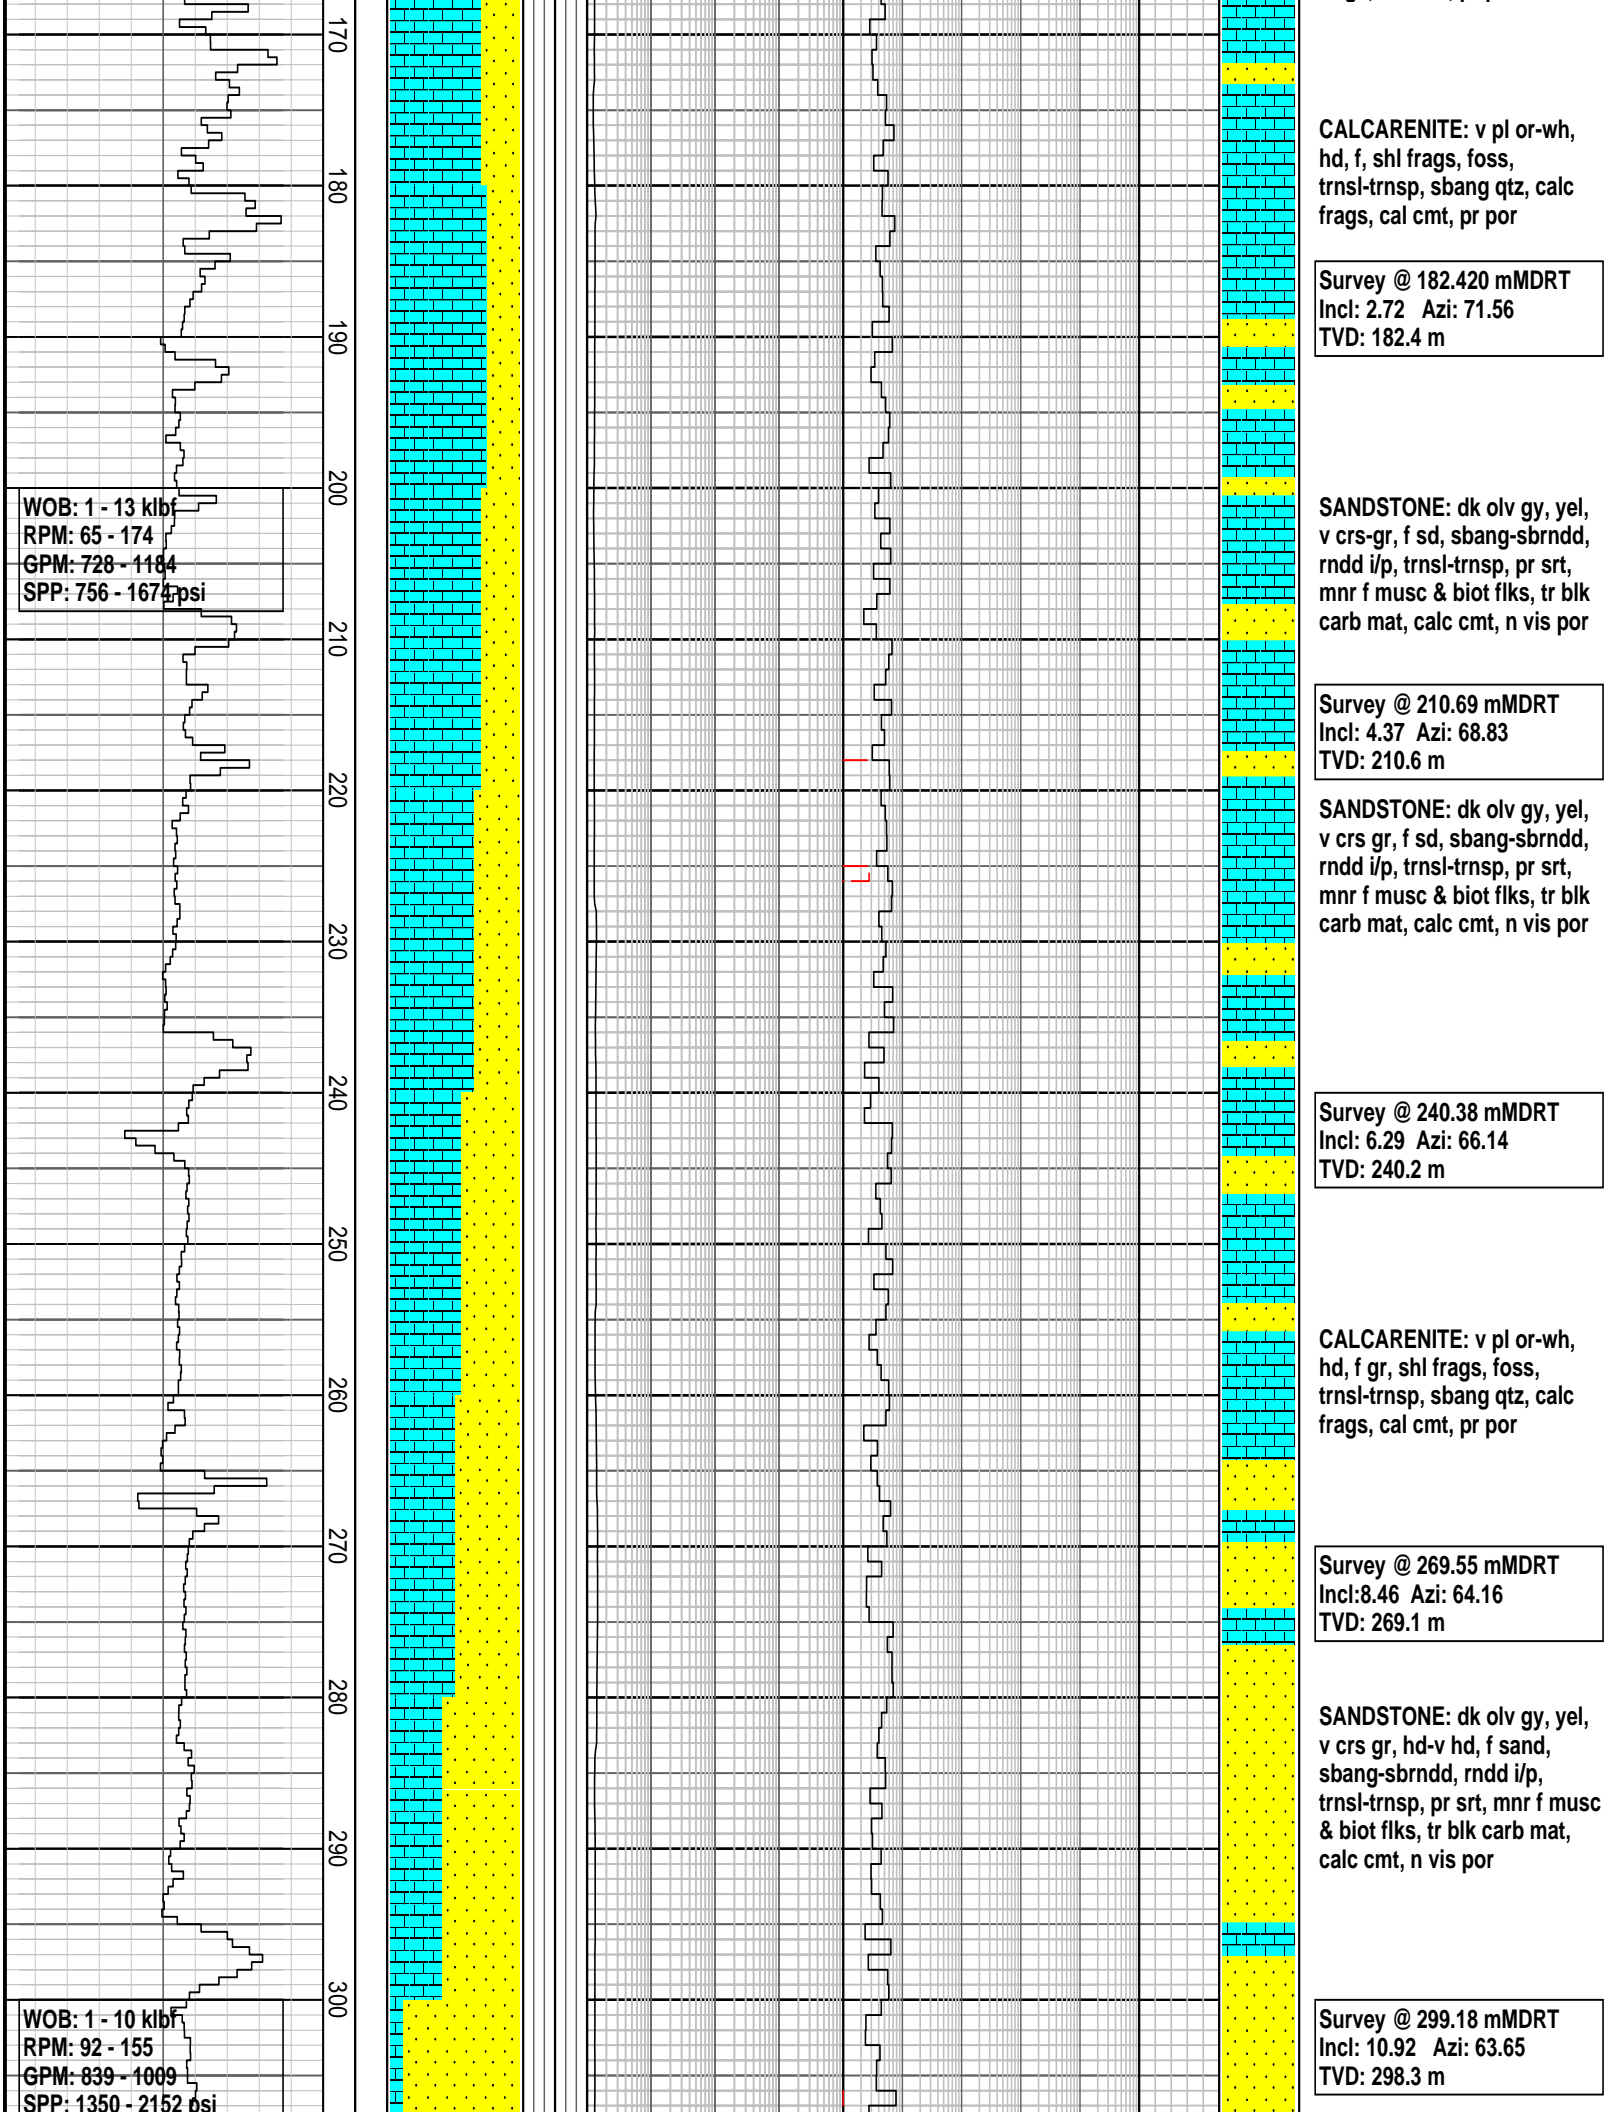 170
180
190
200
210
220
230
240
250
260
270
280
290
300
WOB: 1 - 13 klbf
RPM: 65 - 174
GPM: 728 - 1184
SPP: 756 - 1674 psi
WOB: 1 - 10 klbf
RPM: 92 - 155
GPM: 839 - 1009
SPP: 1350 - 2152 psi
CALCARENITE: v pl or-wh,
hd, f, shl frags, foss,
trnsl-trnsp, sbang qtz, calc
frags, cal cmt, pr por
Survey @ 182.420 mMDRT
Incl: 2.72 Azi: 71.56
TVD: 182.4 m
SANDSTONE: dk olv gy, yel,
v crs-gr, f sd, sbang-sbrndd,
rndd i/p, trnsl-trnsp, pr srt,
mnr f musc & biot flks, tr blk
carb mat, calc cmt, n vis por
Survey @ 210.69 mMDRT
Incl: 4.37 Azi: 68.83
TVD: 210.6 m
SANDSTONE: dk olv gy, yel,
v crs gr, f sd, sbang-sbrndd,
rndd i/p, trnsl-trnsp, pr srt,
mnr f musc & biot flks, tr blk
carb mat, calc cmt, n vis por
Survey @ 240.38 mMDRT
Incl: 6.29 Azi: 66.14
TVD: 240.2 m
CALCARENITE: v pl or-wh,
hd, f gr, shl frags, foss,
trnsl-trnsp, sbang qtz, calc
frags, cal cmt, pr por
Survey @ 269.55 mMDRT
Incl:8.46 Azi: 64.16
TVD: 269.1 m
SANDSTONE: dk olv gy, yel,
v crs gr, hd-v hd, f sand,
sbang-sbrndd, rndd i/p,
trnsl-trnsp, pr srt, mnr f musc
& biot flks, tr blk carb mat,
calc cmt, n vis por
Survey @ 299.18 mMDRT
Incl: 10.92 Azi: 63.65
TVD: 298.3 m